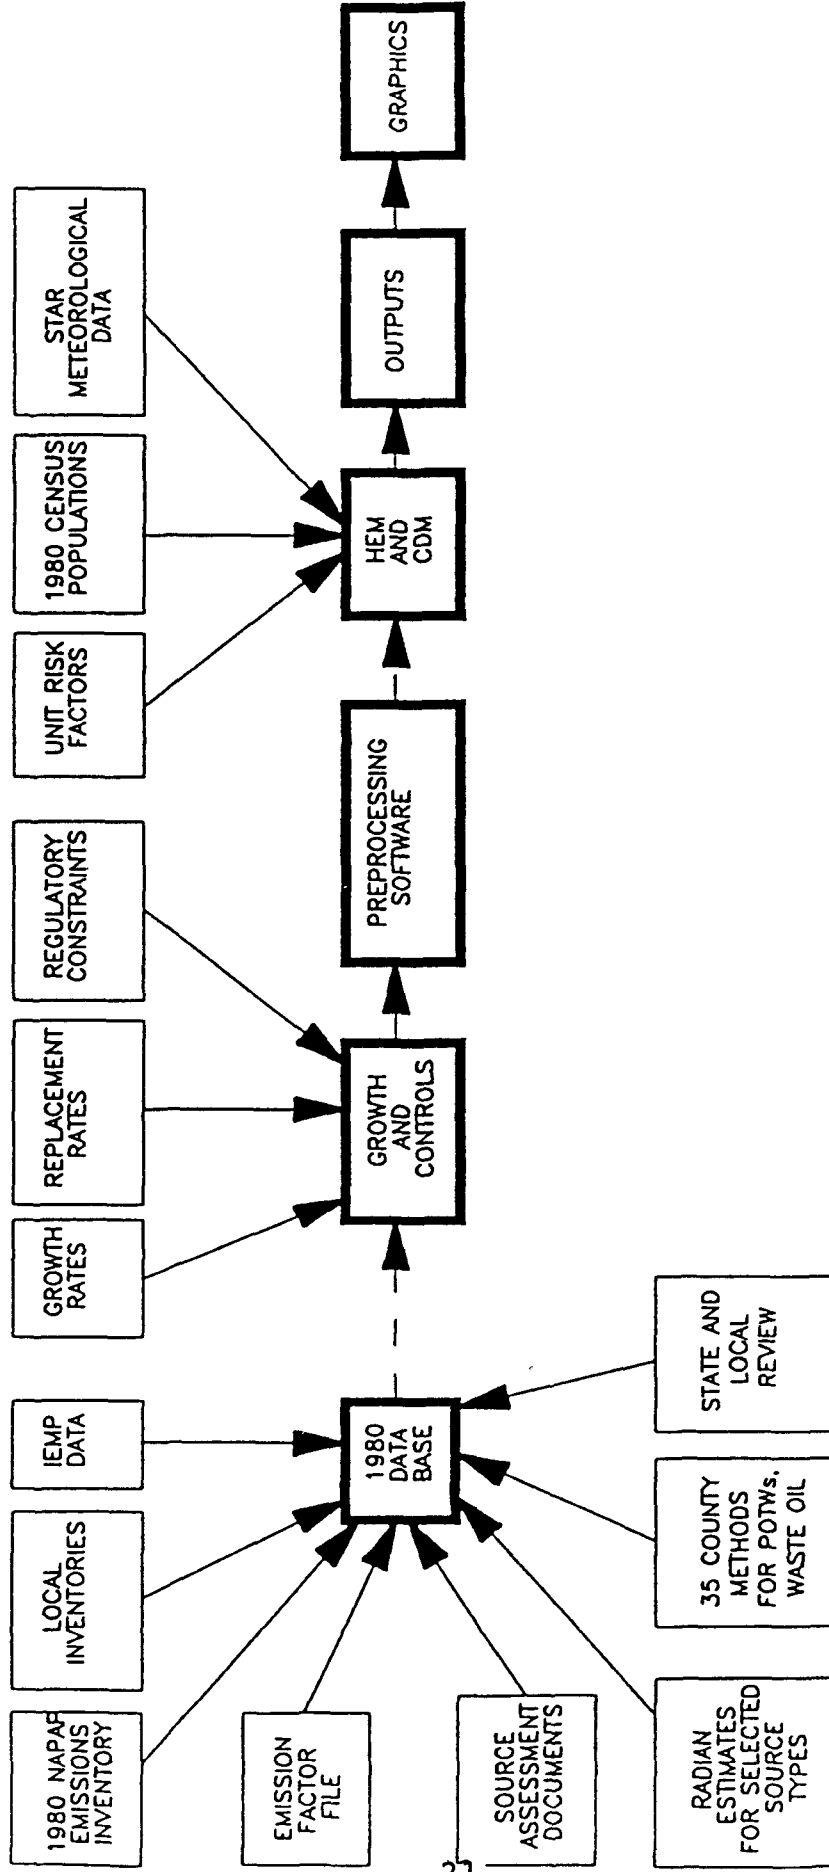 1980 NAPAP
EMISSIONS
INVENTORY
LOCAL
INVENTORIES
IEMP
DATA
GROWTH
RATES
REPLACEMENT
RATES
REGULATORY
CONSTRAINTS
UNIT RISK
FACTORS
1980 CENSUS
POPULATIONS
STAR
METEOROLOGICAL
DATA
EMISSION
FACTOR
FILE
1980
DATA
BASE
GROWTH
AND
CONTROLS
PREPROCESSING
SOFTWARE
HEM
AND
CDM
OUTPUTS
GRAPHICS
SOURCE
ASSESSMENT
DOCUMENTS
RADIAN
ESTIMATES
FOR SELECTED
SOURCE
TYPES
35 COUNTY
METHODS
FOR POTWs,
WASTE OIL
STATE AND
LOCAL
REVIEW